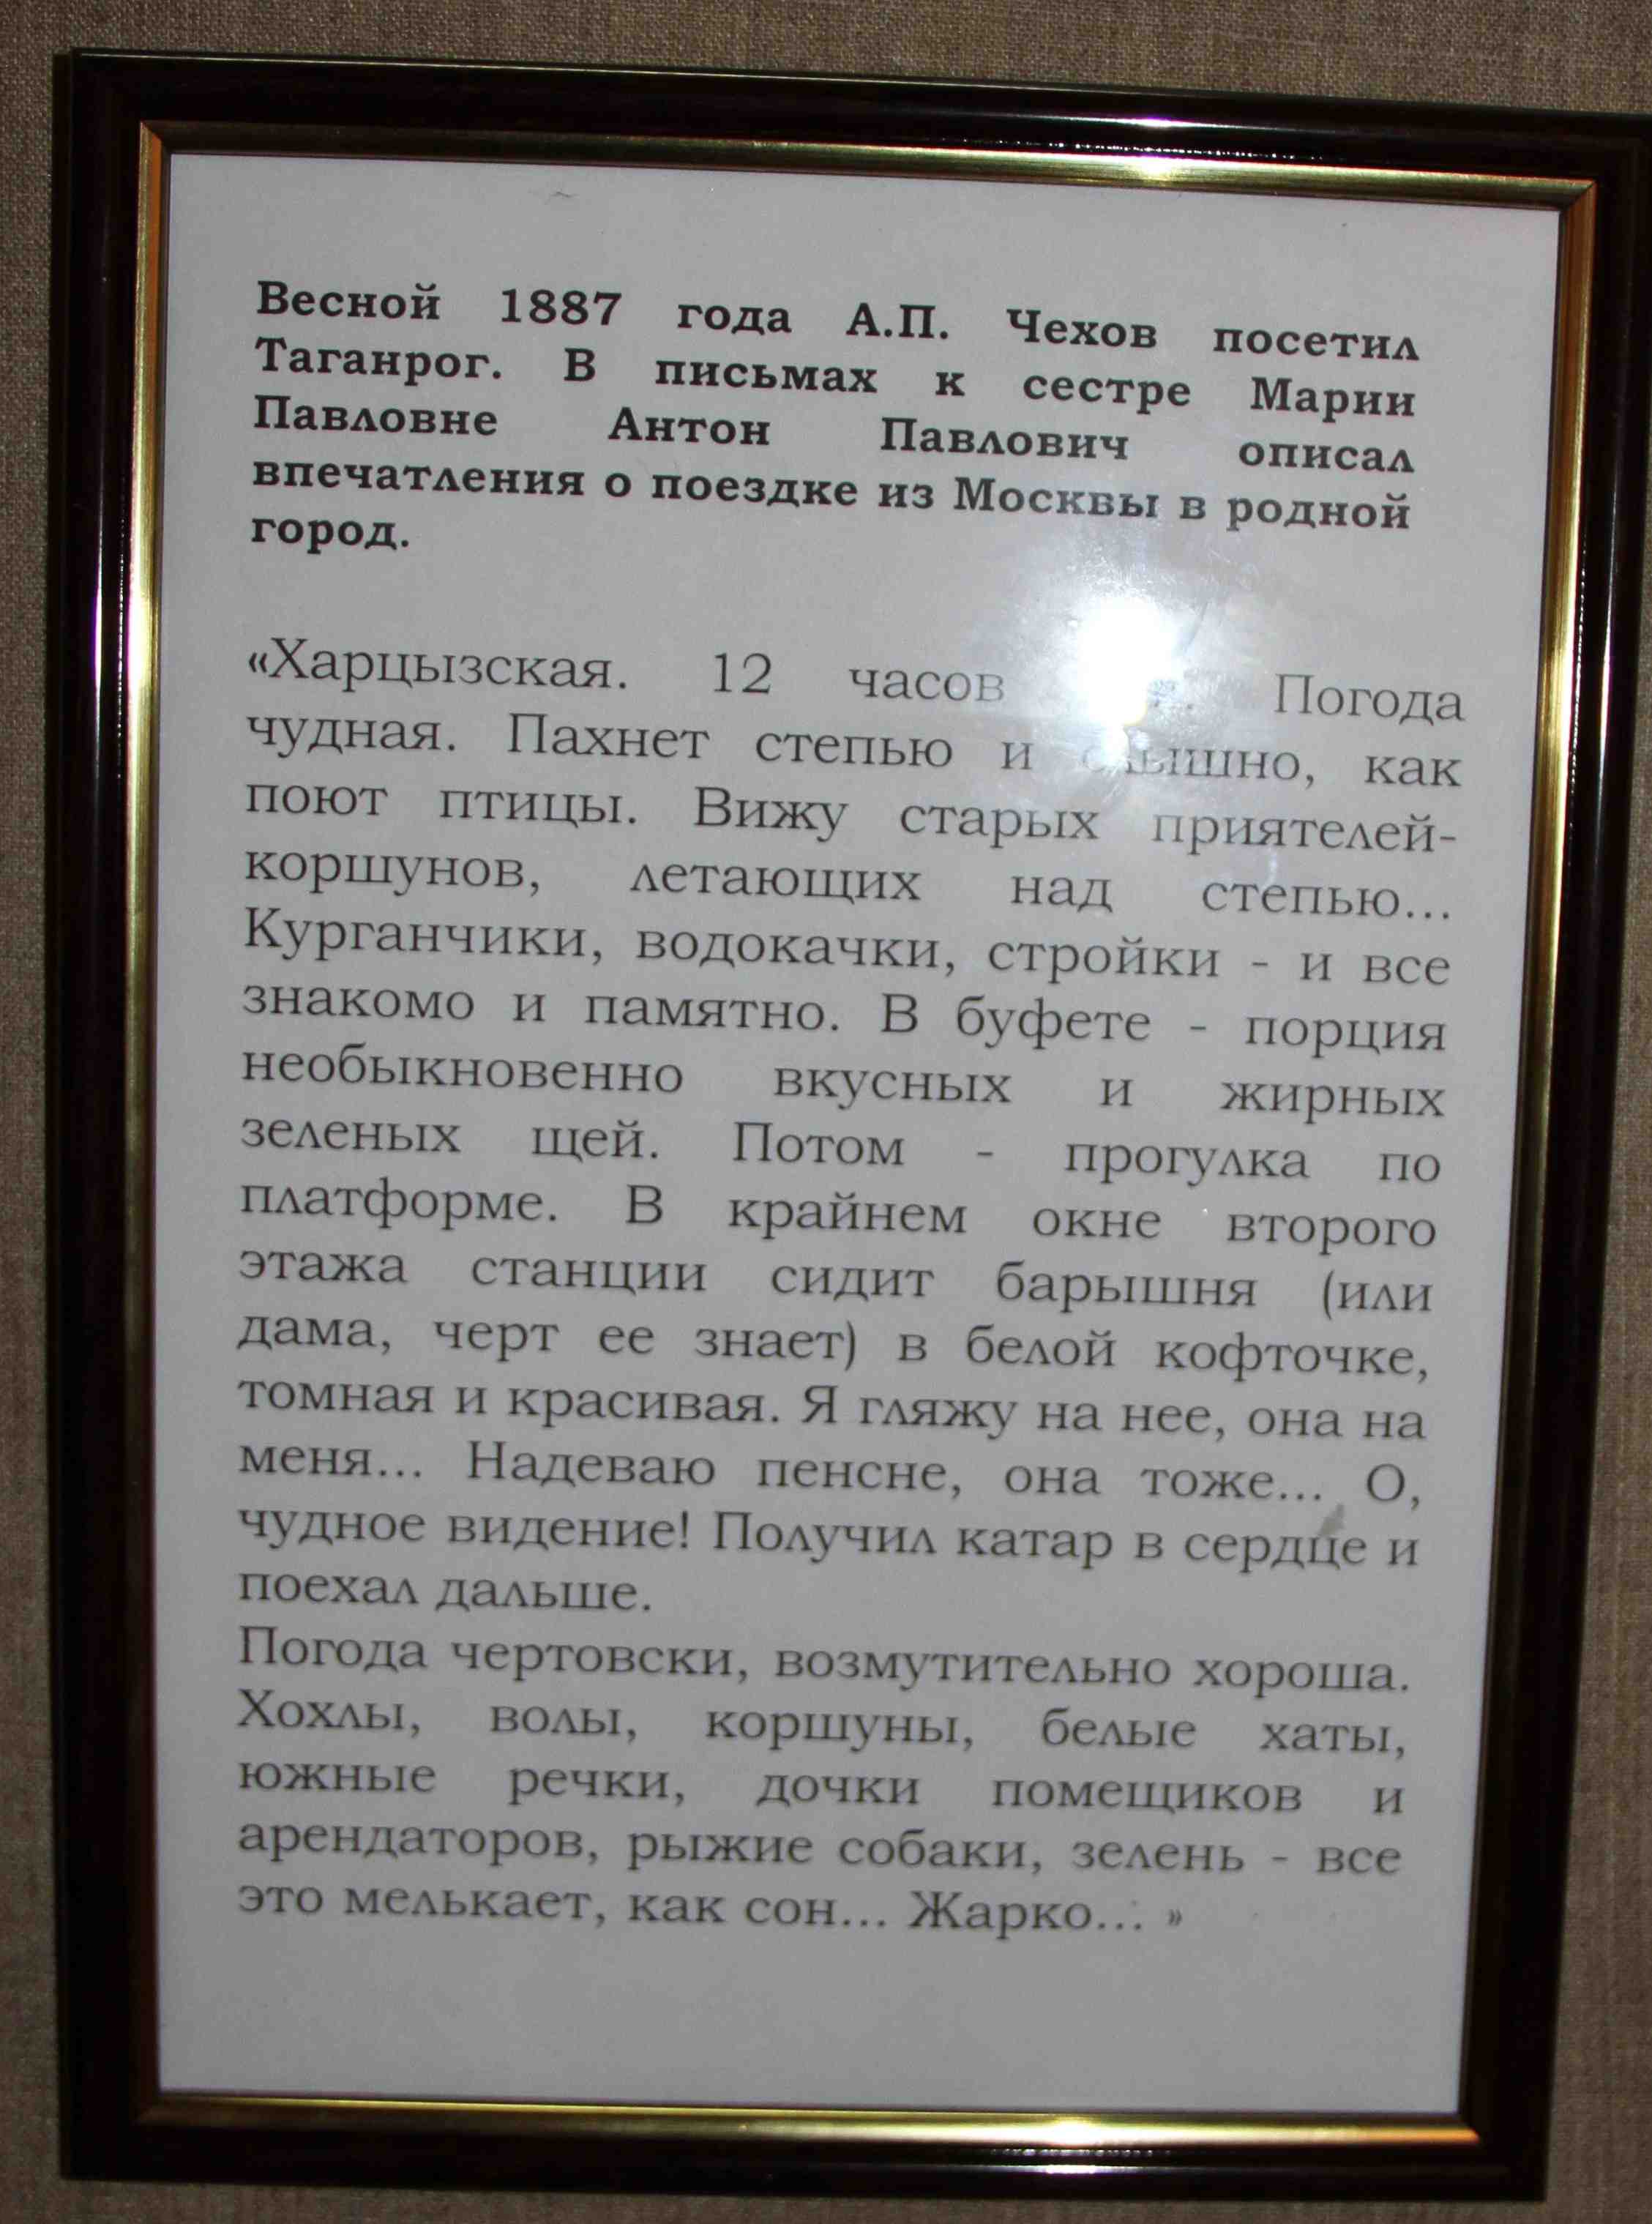 Весной 1887 года А.П. Чехов посетил
Таганрог. В письмах к сестре Марии
Павловне Антон Павлович описал
впечатления о поездке из Москвы в родной
город.
«Харцызская. 12 часов Погода
чудная. Пахнет степью и слышно, как
поют птицы. Вижу старых приятелей-
коршунов, летающих над степью...
Курганчики, водокачки, стройки - и все
знакомо и памятно. В буфете - порция
необыкновенно вкусных и жирных
зеленых щей. Потом - прогулка по
платформе. В крайнем окне второго
этажа станции сидит барышня (или
дама, черт ее знает) в белой кофточке,
томная и красивая. Я гляжу на нее, она на
меня... Надеваю пенсне, она тоже... О,
чудное видение! Получил катар в сердце и
поехал дальше.
Погода чертовски, возмутительно хороша.
Хохлы, волы, коршуны, белые хаты,
южные речки, дочки помещиков и
арендаторов, рыжие собаки, зелень - все
это мелькает, как сон... Жарко... »